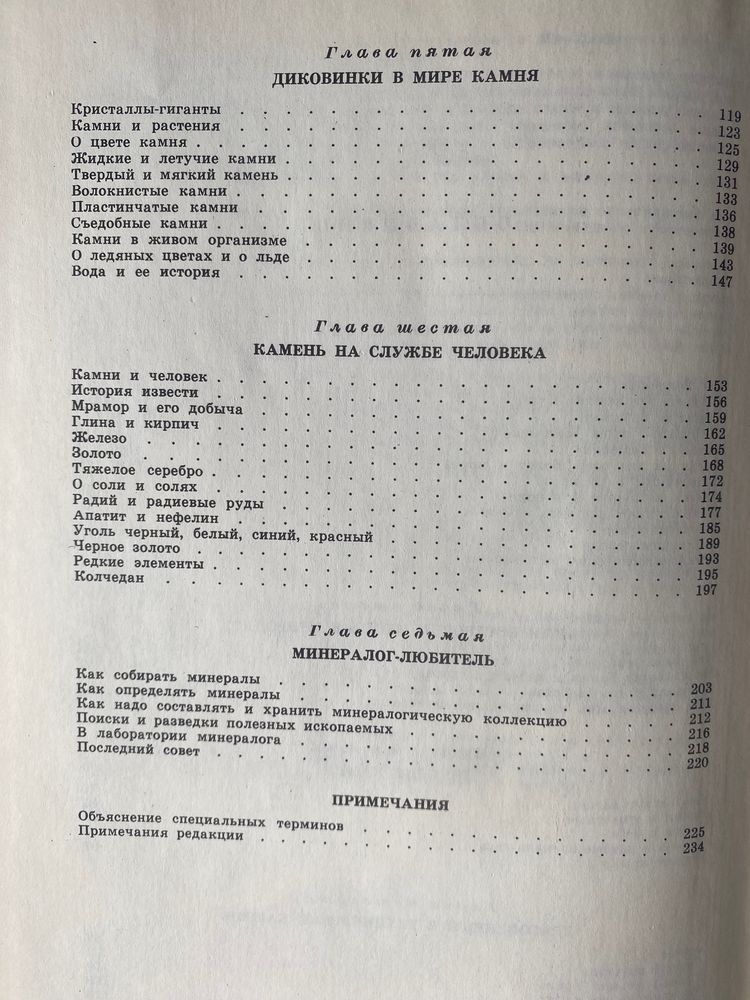 Глава пятая
ДИКОВИНКИ В МИРЕ КАМНЯ
Кристаллы-гиганты . . . . . . . . . . . . . . . . . . . . 119
Камни и растения . . . . . . . . . . . . . . . . . . . . 123
О цвете камня . . . . . . . . . . . . . . . . . . . . 125
Жидкие и летучие камни . . . . . . . . . . . . . . . . . . . . 129
Твердый и мягкий камень . . . . . . . . . . . . . . . . . . . . 131
Волокнистые камни . . . . . . . . . . . . . . . . . . . . 133
Пластинчатые камни . . . . . . . . . . . . . . . . . . . . 136
Съедобные камни . . . . . . . . . . . . . . . . . . . . 138
Камни в живом организме . . . . . . . . . . . . . . . . . . . . 139
О ледяных цветах и о льде . . . . . . . . . . . . . . . . . . . . 143
Вода и ее история . . . . . . . . . . . . . . . . . . . . 147
Глава шестая
КАМЕНЬ НА СЛУЖБЕ ЧЕЛОВЕКА
Камни и человек . . . . . . . . . . . . . . . . . . . . 153
История извести . . . . . . . . . . . . . . . . . . . . 156
Мрамор и его добыча . . . . . . . . . . . . . . . . . . . . 159
Глина и кирпич . . . . . . . . . . . . . . . . . . . . 162
Железо . . . . . . . . . . . . . . . . . . . . 165
Золото . . . . . . . . . . . . . . . . . . . . 168
Тяжелое серебро . . . . . . . . . . . . . . . . . . . . 172
О соли и солях . . . . . . . . . . . . . . . . . . . . 174
Радий и радиевые руды . . . . . . . . . . . . . . . . . . . . 177
Апатит и нефелин . . . . . . . . . . . . . . . . . . . . 185
Уголь черный, белый, синий, красный . . . . . . . . . . . . . . . 189
Черное золото . . . . . . . . . . . . . . . . . . . . 193
Редкие элементы . . . . . . . . . . . . . . . . . . . . 195
Колчедан . . . . . . . . . . . . . . . . . . . . 197
Глава седьмая
МИНЕРАЛОГ-ЛЮБИТЕЛЬ
Как собирать минералы . . . . . . . . . . . . . . . . . . . . 203
Как определять минералы . . . . . . . . . . . . . . . . . . . . 211
Как надо составлять и хранить минералогическую коллекцию . . . . . 212
Поиски и разведки полезных ископаемых . . . . . . . . . . . . . . . 216
В лаборатории минералога . . . . . . . . . . . . . . . . . . . . 218
Последний совет . . . . . . . . . . . . . . . . . . . . 220
ПРИМЕЧАНИЯ
Объяснение специальных терминов . . . . . . . . . . . . . . . 225
Примечания редакции . . . . . . . . . . . . . . . . . . . . 234